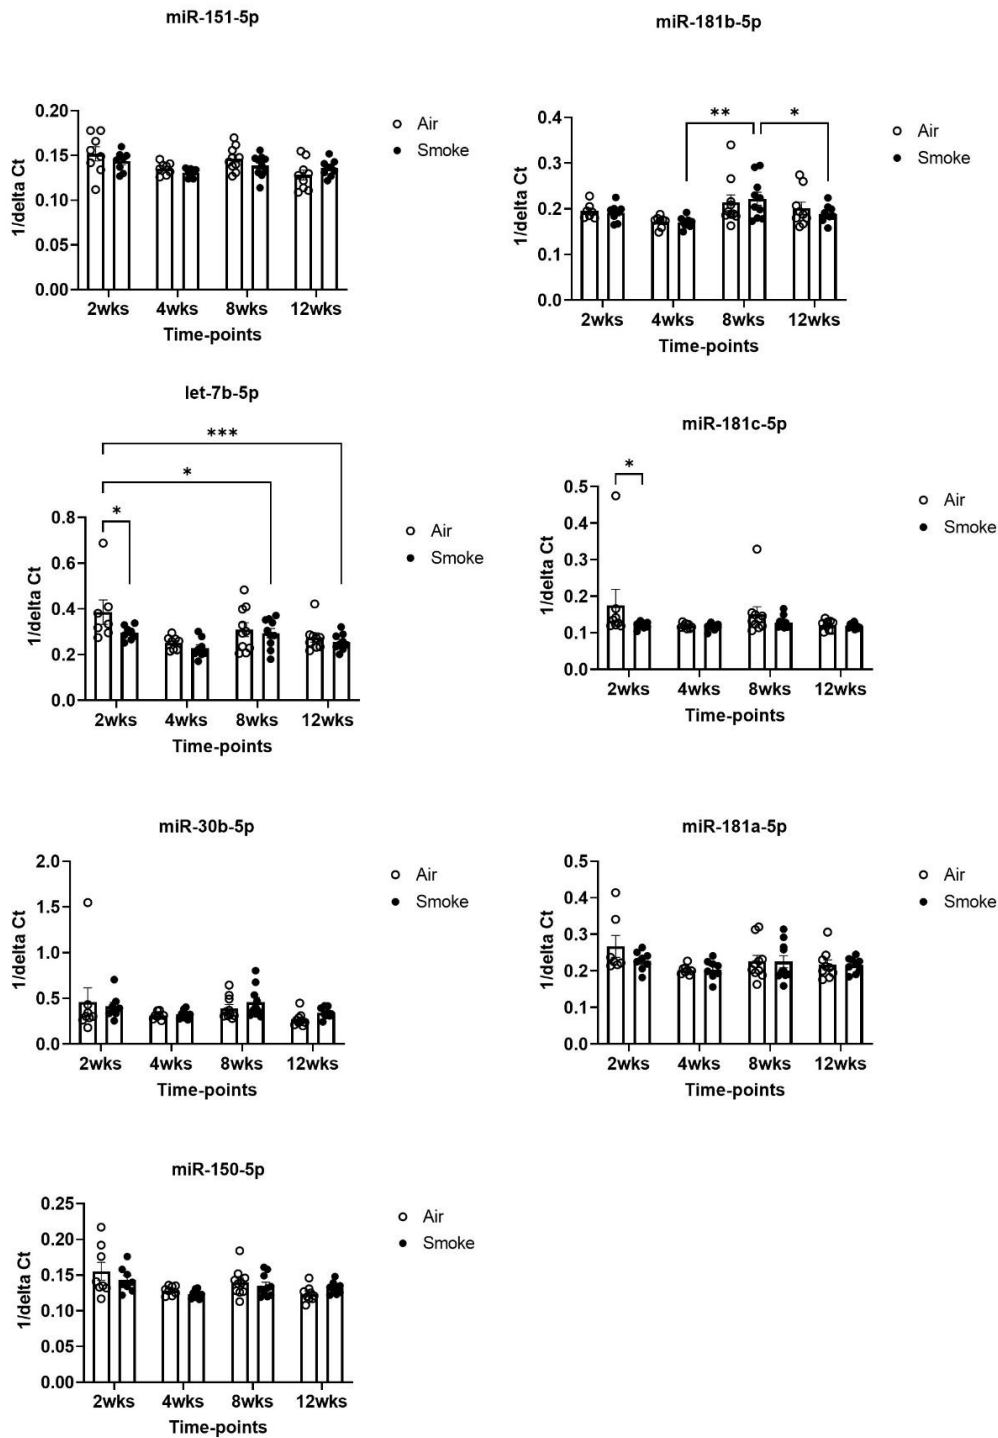 miR-151-5p
0.20
0.15
0.10
0.05
0.00
1/delta Ct
2wks 4wks 8wks 12wks
Time-points
Air
Smoke
miR-181b-5p
** *
0.4
0.3
0.2
0.1
0.0
1/delta Ct
2wks 4wks 8wks 12wks
Time-points
Air
Smoke
let-7b-5p
***
*
*
0.8
0.6
0.4
0.2
0.0
1/delta Ct
2wks 4wks 8wks 12wks
Time-points
Air
Smoke
miR-181c-5p
*
0.5
0.4
0.3
0.2
0.1
0.0
1/delta Ct
2wks 4wks 8wks 12wks
Time-points
Air
Smoke
miR-30b-5p
2.0
1.5
1.0
0.5
0.0
1/delta Ct
2wks 4wks 8wks 12wks
Time-points
Air
Smoke
miR-181a-5p
0.5
0.4
0.3
0.2
0.1
0.0
1/delta Ct
2wks 4wks 8wks 12wks
Time-points
Air
Smoke
miR-150-5p
0.25
0.20
0.15
0.10
0.05
0.00
1/delta Ct
2wks 4wks 8wks 12wks
Time-points
Air
Smoke